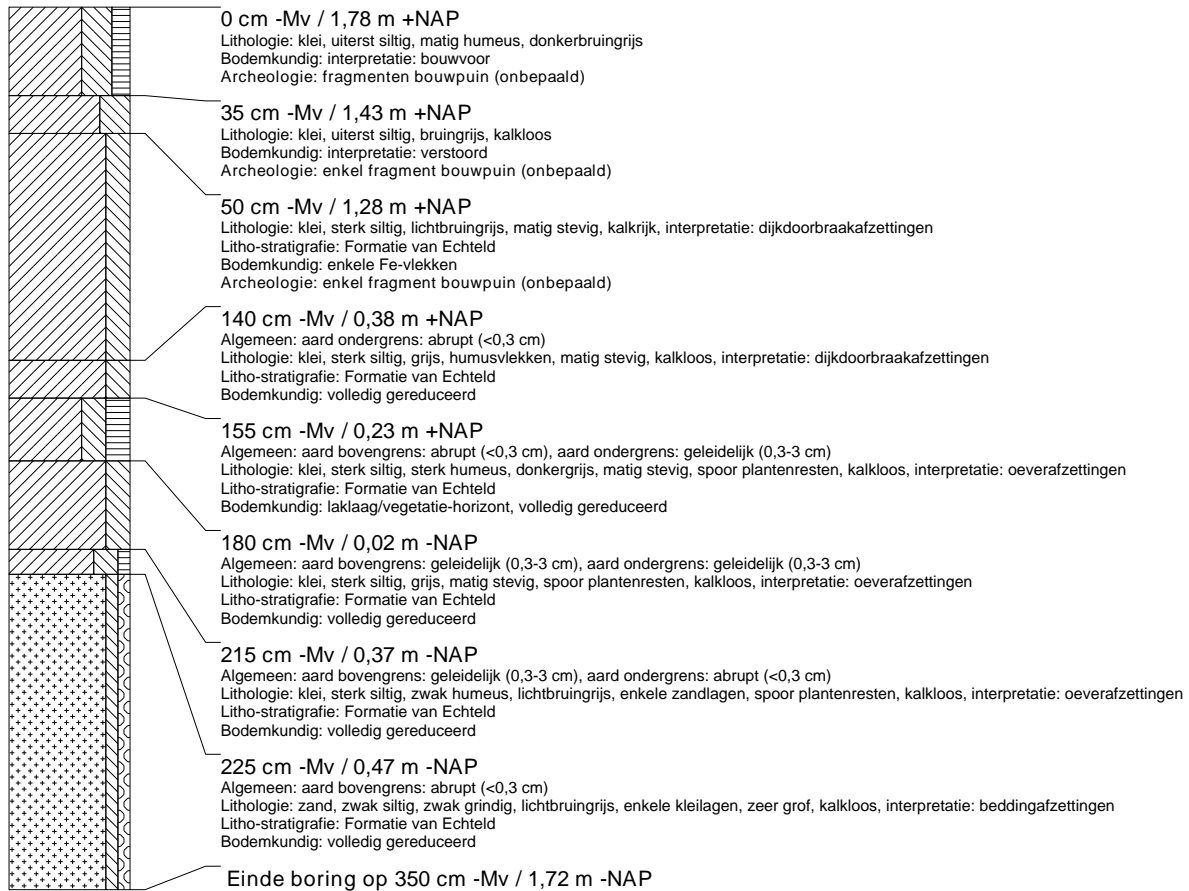 0 cm -Mv / 1,78 m +NAP
Lithologie: klei, uiterst siltig, matig humeus, donkerbruingrijs
Bodemkundig: interpretatie: bouwvoor
Archeologie: fragmenten bouwpuin (onbepaald)
35 cm -Mv / 1,43 m +NAP
Lithologie: klei, uiterst siltig, bruingrijs, kalkloos
Bodemkundig: interpretatie: verstoord
Archeologie: enkel fragment bouwpuin (onbepaald)
50 cm -Mv / 1,28 m +NAP
Lithologie: klei, sterk siltig, lichtbruingrijs, matig stevig, kalkrijk, interpretatie: dijkdoorbraakafzettingen
Litho-stratigrafie: Formatie van Echteld
Bodemkundig: enkele Fe-vlekken
Archeologie: enkel fragment bouwpuin (onbepaald)
140 cm -Mv / 0,38 m +NAP
Algemeen: aard ondergrens: abrupt (<0,3 cm)
Lithologie: klei, sterk siltig, grijs, humusvlekken, matig stevig, kalkloos, interpretatie: dijkdoorbraakafzettingen
Litho-stratigrafie: Formatie van Echteld
Bodemkundig: volledig gereduceerd
155 cm -Mv / 0,23 m +NAP
Algemeen: aard bovengrens: abrupt (<0,3 cm), aard ondergrens: geleidelijk (0,3-3 cm)
Lithologie: klei, sterk siltig, sterk humeus, donkergrijs, matig stevig, spoor plantenresten, kalkloos, interpretatie: oeverafzettingen
Litho-stratigrafie: Formatie van Echteld
Bodemkundig: laklaag/vegetatie-horizont, volledig gereduceerd
180 cm -Mv / 0,02 m -NAP
Algemeen: aard bovengrens: geleidelijk (0,3-3 cm), aard ondergrens: geleidelijk (0,3-3 cm)
Lithologie: klei, sterk siltig, grijs, matig stevig, spoor plantenresten, kalkloos, interpretatie: oeverafzettingen
Litho-stratigrafie: Formatie van Echteld
Bodemkundig: volledig gereduceerd
215 cm -Mv / 0,37 m -NAP
Algemeen: aard bovengrens: geleidelijk (0,3-3 cm), aard ondergrens: abrupt (<0,3 cm)
Lithologie: klei, sterk siltig, zwak humeus, lichtbruingrijs, enkele zandlagen, spoor plantenresten, kalkloos, interpretatie: oeverafzettingen
Litho-stratigrafie: Formatie van Echteld
Bodemkundig: volledig gereduceerd
225 cm -Mv / 0,47 m -NAP
Algemeen: aard bovengrens: abrupt (<0,3 cm)
Lithologie: zand, zwak siltig, zwak grindig, lichtbruingrijs, enkele kleilagen, zeer grof, kalkloos, interpretatie: beddingafzettingen
Litho-stratigrafie: Formatie van Echteld
Bodemkundig: volledig gereduceerd
Einde boring op 350 cm -Mv / 1,72 m -NAP